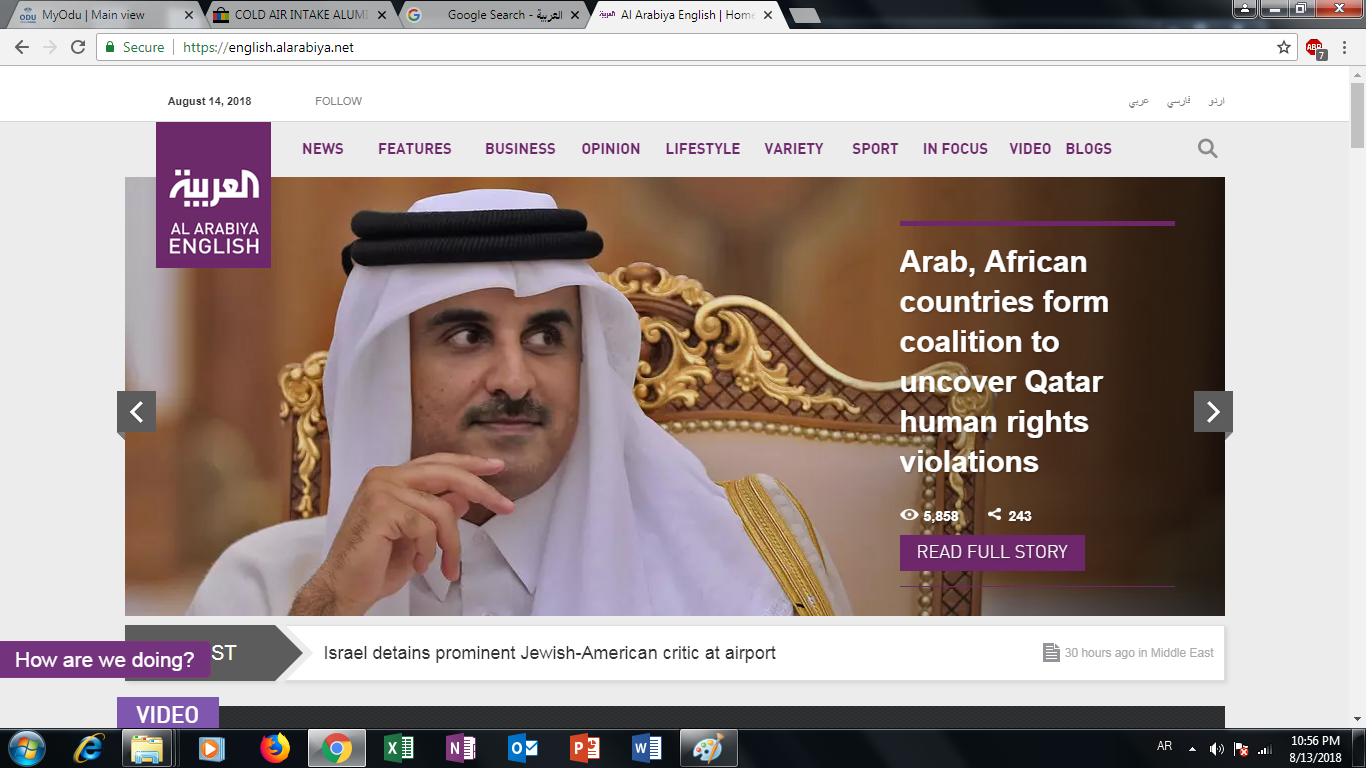 MyOdu | Main view
COLD AIR INTAKE ALUMI
Google Search - العربية
Al Arabiya English | Home
Secure
https://english.alarabiya.net
ABP
7
August 14, 2018
FOLLOW
عربي
فارسي
اردو
العربية
AL ARABIYA
ENGLISH
NEWS
FEATURES
BUSINESS
OPINION
LIFESTYLE
VARIETY
SPORT
IN FOCUS
VIDEO
BLOGS
Arab, African
countries form
coalition to
uncover Qatar
human rights
violations
5,858
243
READ FULL STORY
ST
Israel detains prominent Jewish-American critic at airport
30 hours ago in Middle East
How are we doing?
VIDEO
AR
10:56 PM
8/13/2018